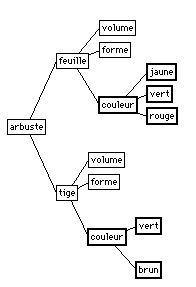 volume
feuille
forme
jaune
couleur
vert
rouge
arbuste
volume
forme
tige
couleur
vert
brun